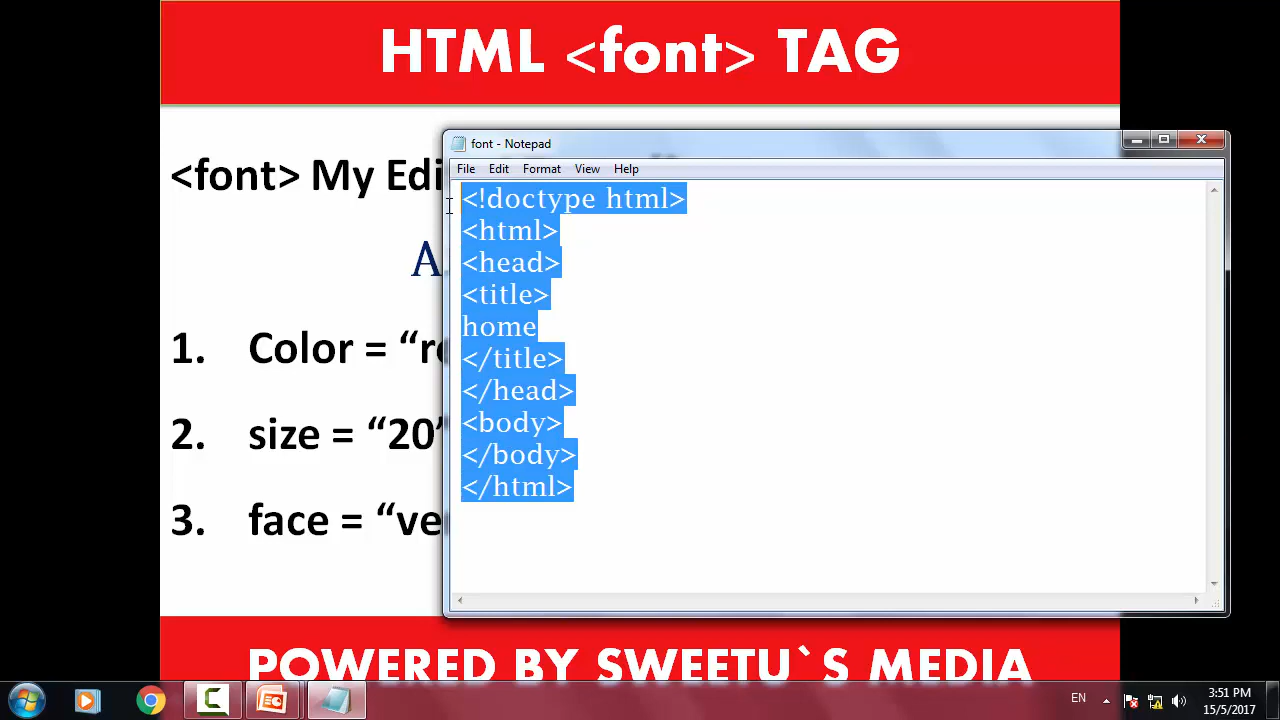 HTML <font> TAG
<font> My Edi
font - Notepad
File Edit Format View Help
A
1. Color = “re
2. size = “20”
3. face = “ve
<!doctype html>
<html>
<head>
<title>
home
</title>
</head>
<body>
</body>
</html>
POWERED BY SWEETU`S MEDIA
EN
3:51 PM
15/5/2017